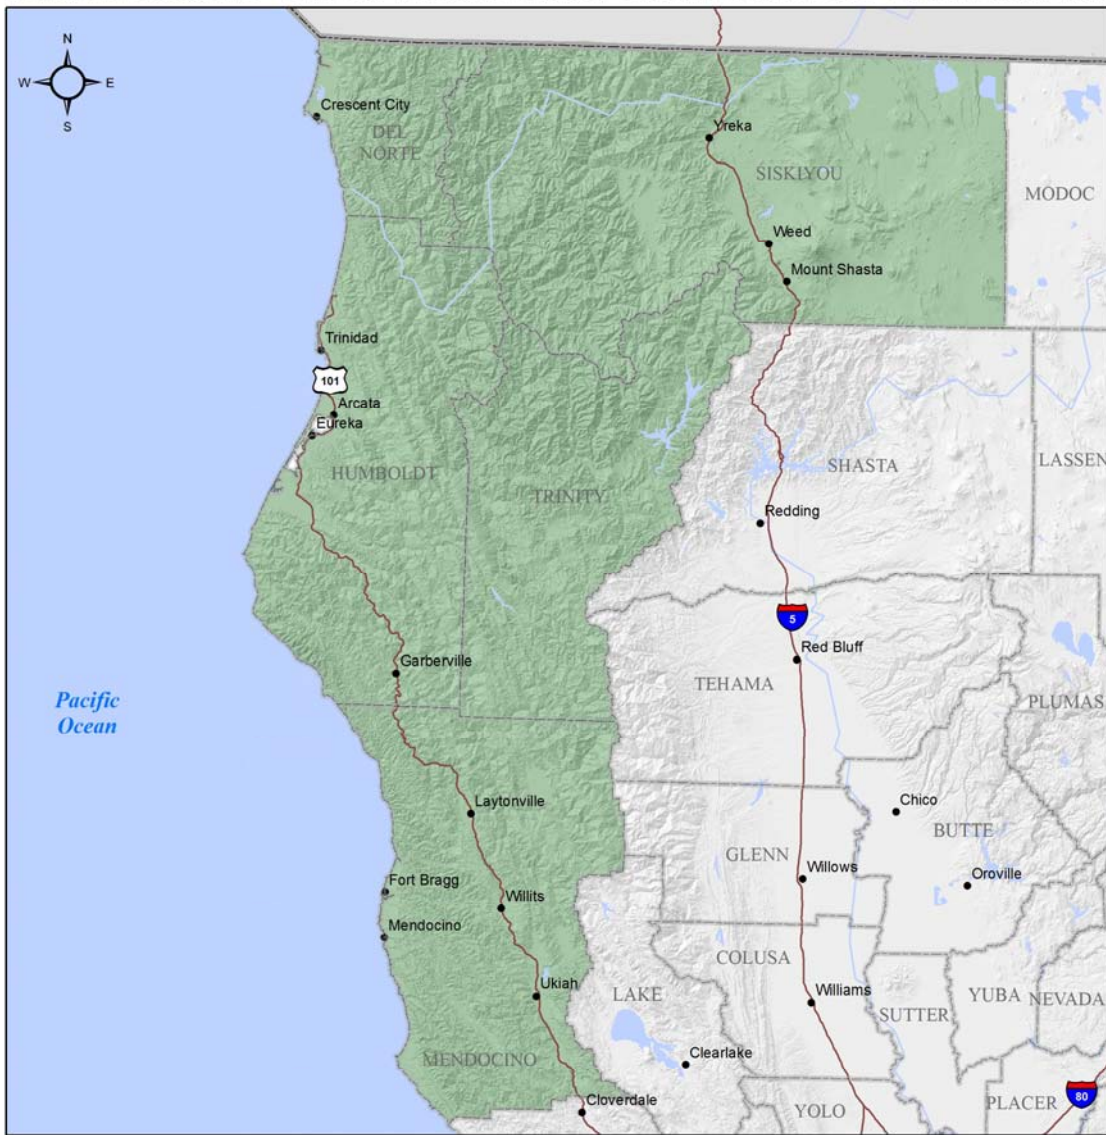 N
W
E
S
Crescent City
DEL
NORTE
Yreka
SISKIYOU
MODOC
Weed
Mount Shasta
Trinidad
101
Arcata
Eureka
HUMBOLDT
TRINITY
SHASTA
LASSEN
Redding
5
Red Bluff
Garberville
TEHAMA
PLUMAS
Pacific
Ocean
Laytonville
Chico
BUTTE
GLENN
Willows
Oroville
Fort Bragg
Willits
Mendocino
COLUSA
Ukiah
LAKE
Williams
SUTTER
YUBA
NEVADA
MENDOCINO
Clearlake
Cloverdale
YOLO
PLACER
80